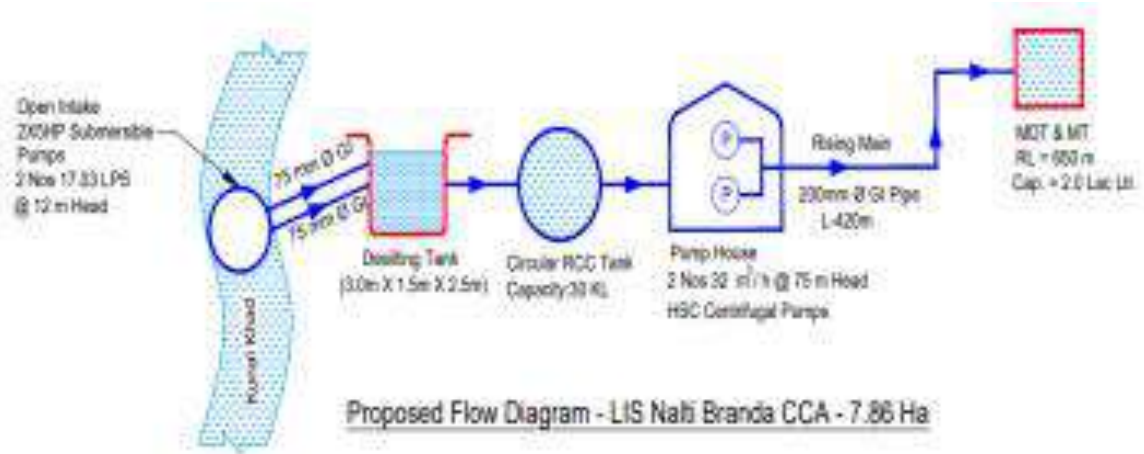 Open Intake
2X5HP Submersible
Pumps
2 Nos 17.03 LPS
@ 12 m Head
75 mm Ø GI
75 mm Ø GI
Desilting Tank
(3.0m X 1.5m X 2.5m)
Circular RCC Tank
Capacity:30 KL
P
P
Pump House
2 Nos 32 m³/h @ 75 m Head
HSC Centrifugal Pumps
Rising Main
200mm Ø GI Pipe
L-420m
MDT & MT
RL = 650 m
Cap. = 2.0 Lac Ltr.
Khad
Proposed Flow Diagram - LIS Nalti Branda CCA - 7.86 Ha